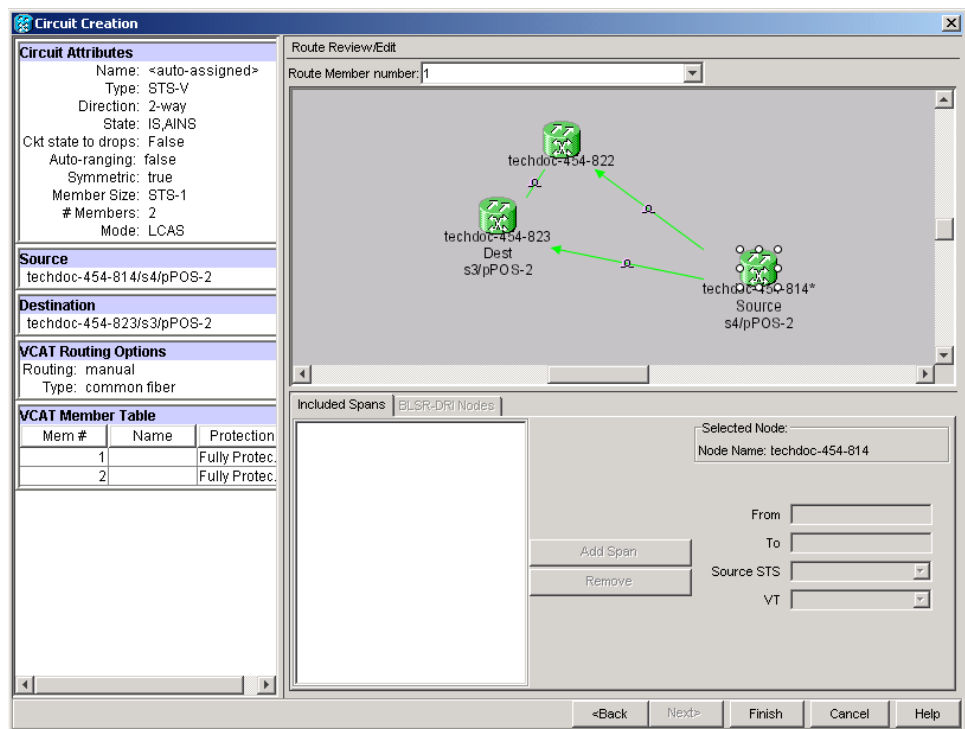 Circuit Creation
Circuit Attributes
Name: <auto-assigned>
Type: STS-V
Direction: 2-way
State: IS,AINS
Ckt state to drops: False
Auto-ranging: false
Symmetric: true
Member Size: STS-1
# Members: 2
Mode: LCAS
Source
techdoc-454-814/s4/pPOS-2
Destination
techdoc-454-823/s3/pPOS-2
VCAT Routing Options
Routing: manual
Type: common fiber
VCAT Member Table
Mem # Name Protection
1 Fully Protec.
2 Fully Protec.
Route Review/Edit
Route Member number: 1
techdoc-454-822
techdoc-454-823
Dest
s3/pPOS-2
techdoc-454-814*
Source
s4/pPOS-2
Included Spans BLSR-DRI Nodes
Selected Node:
Node Name: techdoc-454-814
Add Span
Remove
From
To
Source STS
VT
<Back Next> Finish Cancel Help